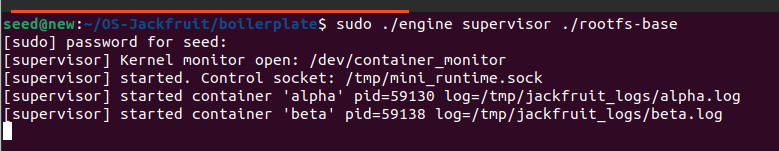 seed@new:~/OS-Jackfruit/boilerplate$ sudo ./engine supervisor ./rootfs-base
[sudo] password for seed:
[supervisor] Kernel monitor open: /dev/container_monitor
[supervisor] started. Control socket: /tmp/mini_runtime.sock
[supervisor] started container 'alpha' pid=59130 log=/tmp/jackfruit_logs/alpha.log
[supervisor] started container 'beta' pid=59138 log=/tmp/jackfruit_logs/beta.log